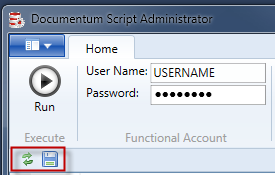 Documentum Script Administrator
Home
User Name: USERNAME
Password: ••••••••
Run
Execute
Functional Account